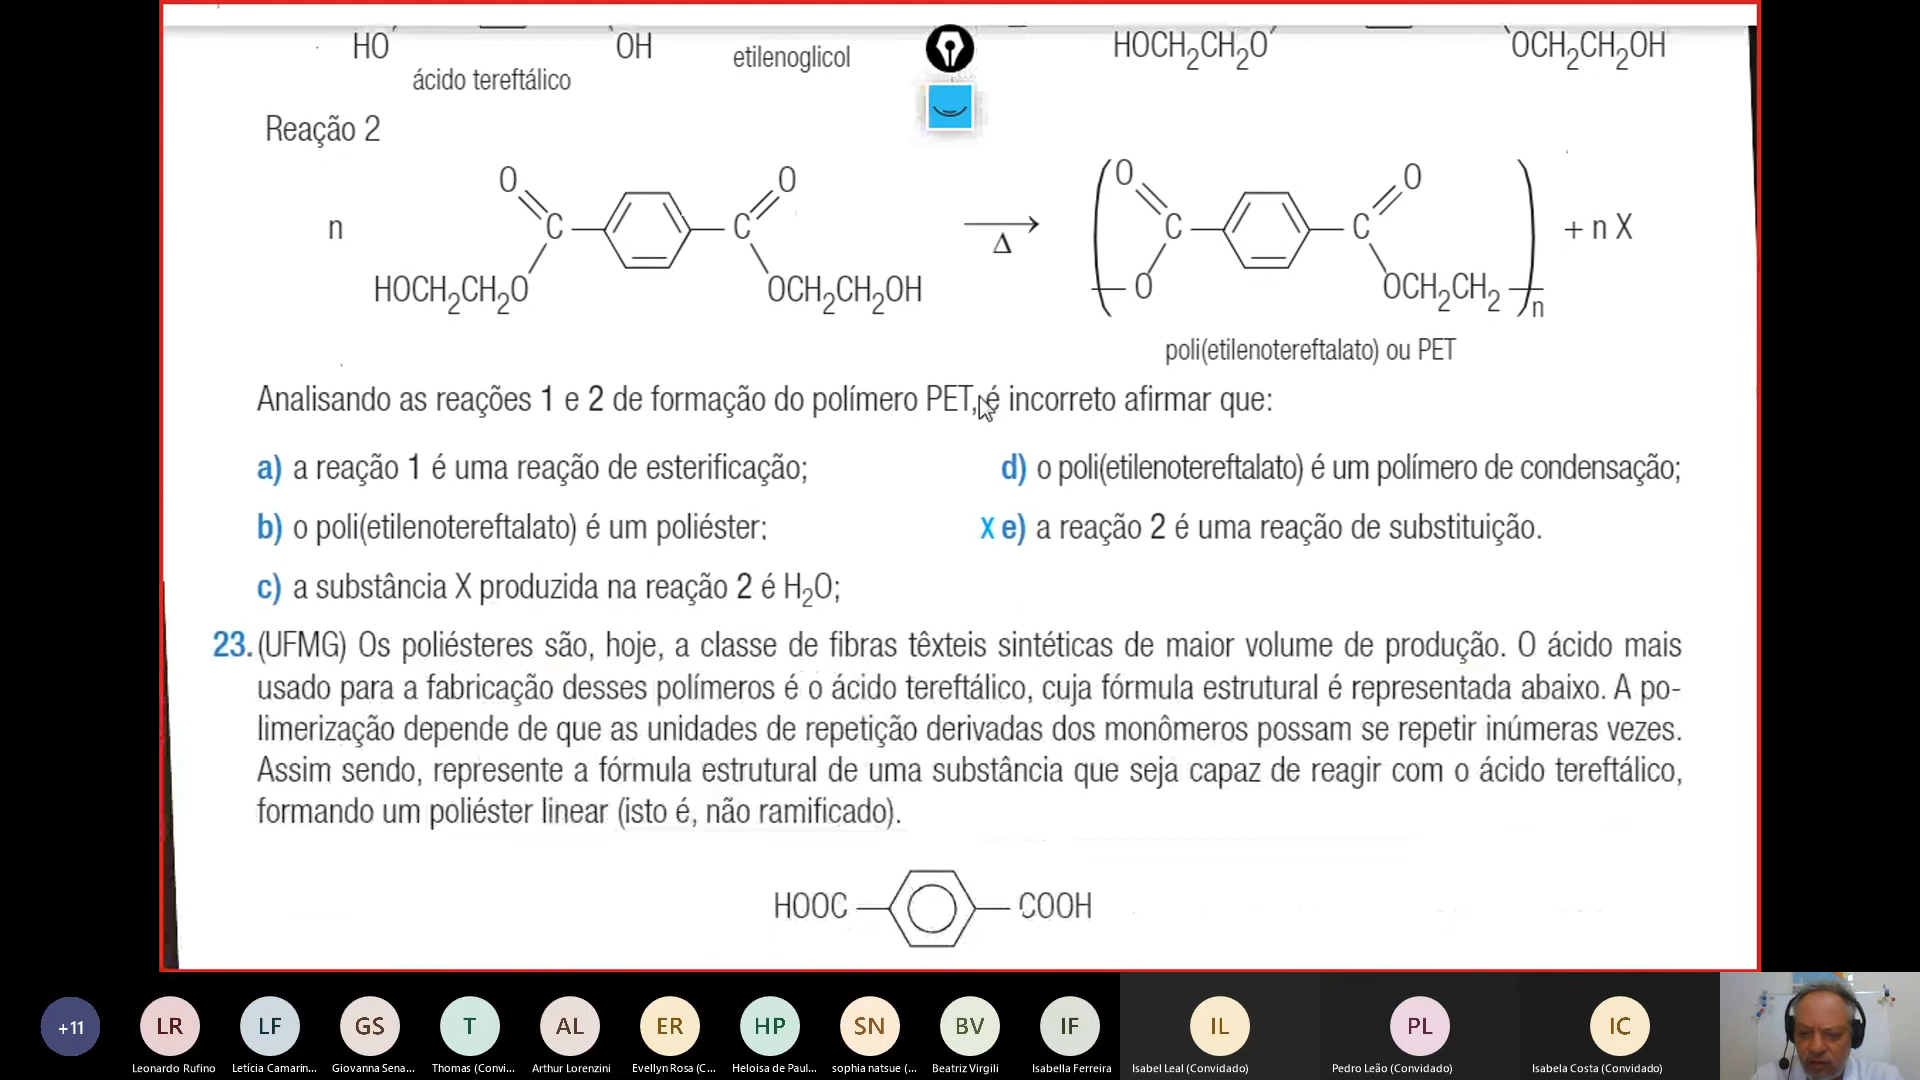 HO OH etilenoglicol HOCH2CH2O OCH2CH2OH
ácido tereftálico
Reação 2
O O O O
n C C Δ C C + n X
HOCH2CH2O OCH2CH2OH O OCH2CH2 n
poli(etilenotereftalato) ou PET
Analisando as reações 1 e 2 de formação do polímero PET, é incorreto afirmar que:
a) a reação 1 é uma reação de esterificação;
b) o poli(etilenotereftalato) é um poliéster;
c) a substância X produzida na reação 2 é H2O;
d) o poli(etilenotereftalato) é um polímero de condensação;
X e) a reação 2 é uma reação de substituição.
23. (UFMG) Os poliésteres são, hoje, a classe de fibras têxteis sintéticas de maior volume de produção. O ácido mais
usado para a fabricação desses polímeros é o ácido tereftálico, cuja fórmula estrutural é representada abaixo. A po-
limerização depende de que as unidades de repetição derivadas dos monômeros possam se repetir inúmeras vezes.
Assim sendo, represente a fórmula estrutural de uma substância que seja capaz de reagir com o ácido tereftálico,
formando um poliéster linear (isto é, não ramificado).
HOOC COOH
+11 LR LF GS T AL ER HP SN BV IF IL PL IC
Leonardo Rufino Letícia Camarin... Giovanna Sena... Thomas (Convi... Arthur Lorenzini Evellyn Rosa (C... Heloisa de Paul... sophia natsue (... Beatriz Virgili Isabella Ferreira Isabel Leal (Convidado) Pedro Leão (Convidado) Isabela Costa (Convidado)